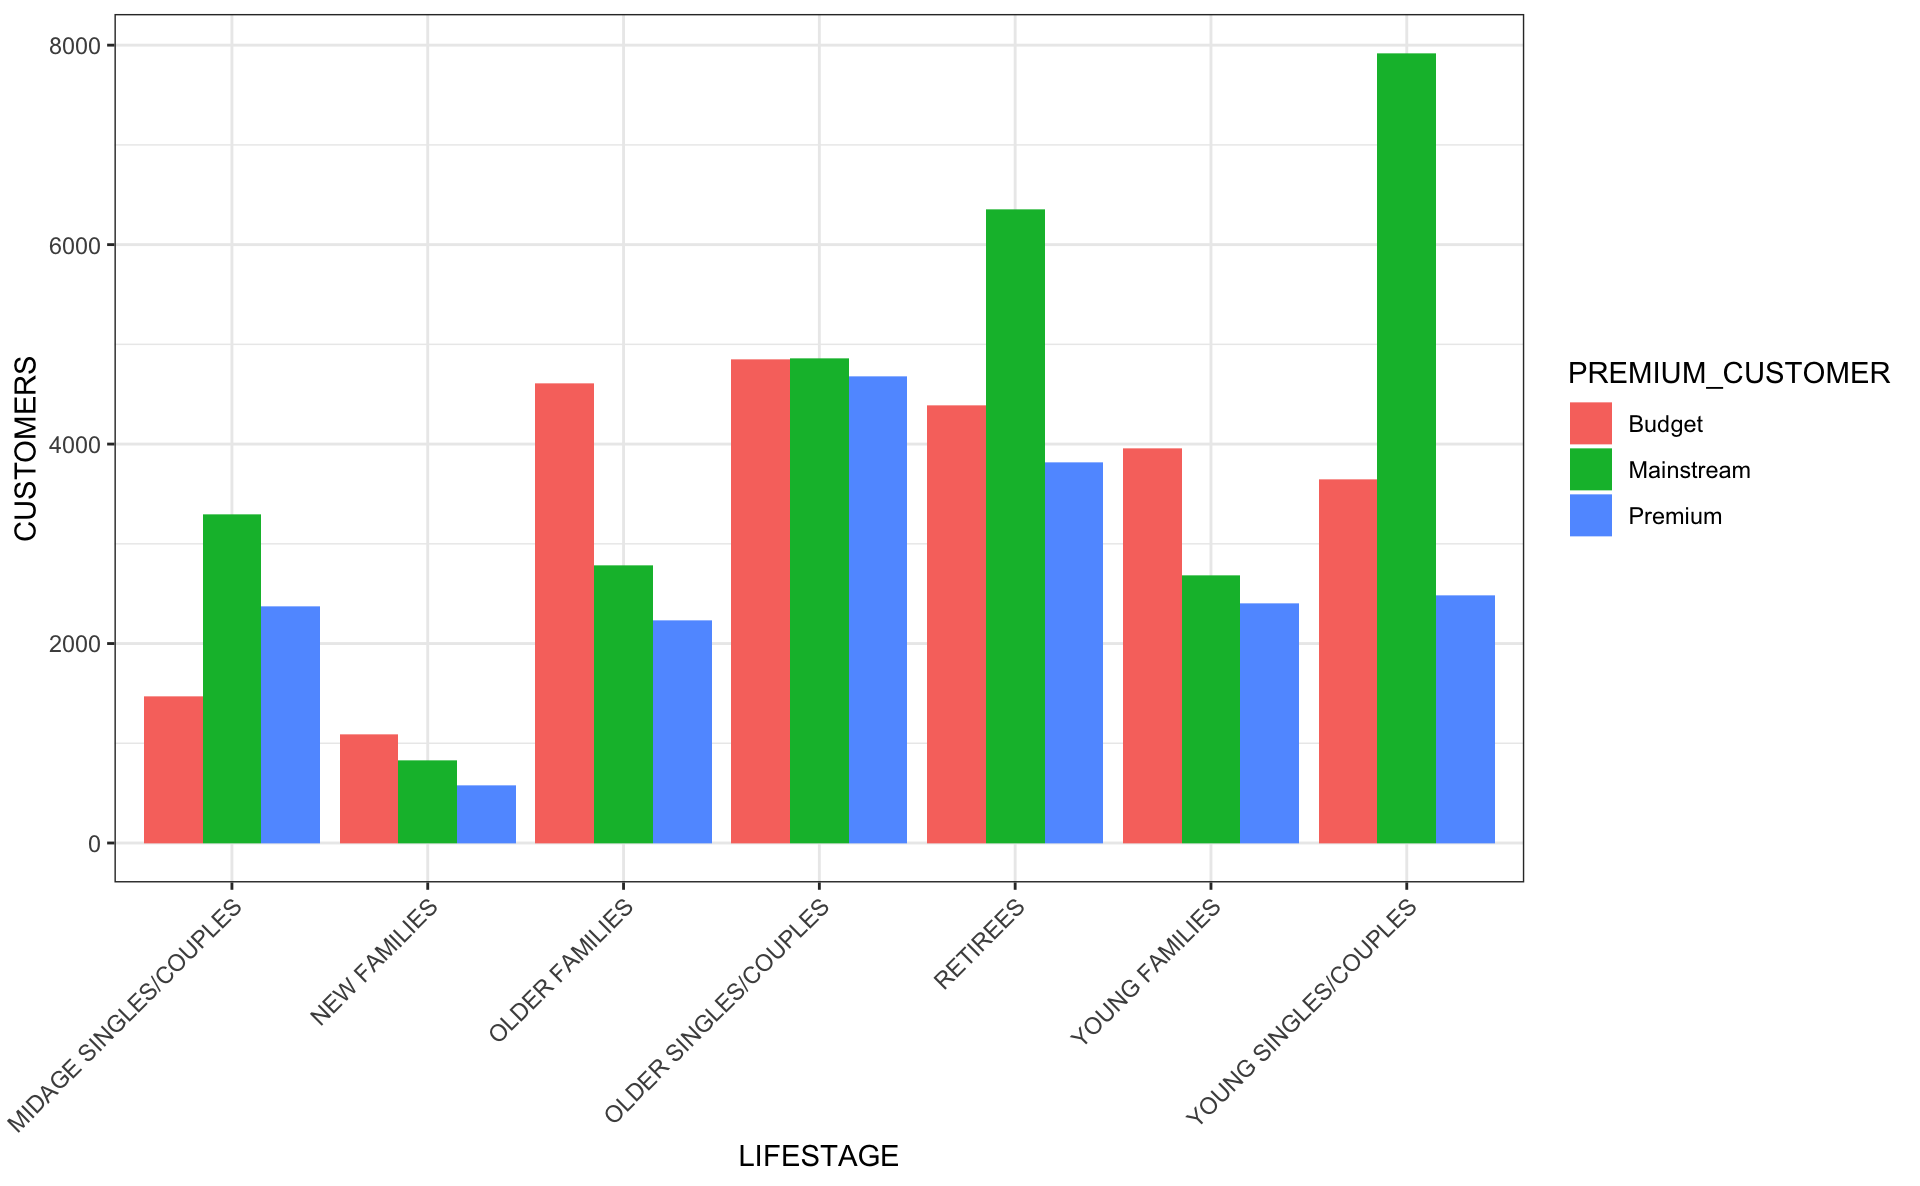 8000
6000
4000
2000
0
CUSTOMERS
MIDAGE SINGLES/COUPLES
NEW FAMILIES
OLDER FAMILIES
OLDER SINGLES/COUPLES
RETIREES
YOUNG FAMILIES
YOUNG SINGLES/COUPLES
LIFESTAGE
PREMIUM_CUSTOMER
Budget
Mainstream
Premium